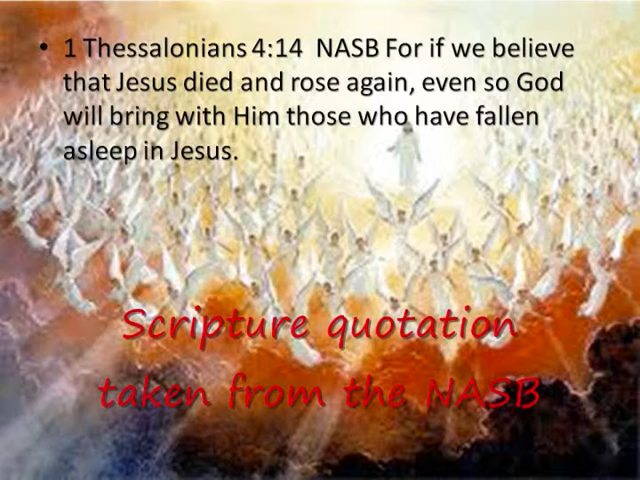 • 1 Thessalonians 4:14  NASB For if we believe
that Jesus died and rose again, even so God
will bring with Him those who have fallen
asleep in Jesus.
Scripture quotation
taken from the NASB